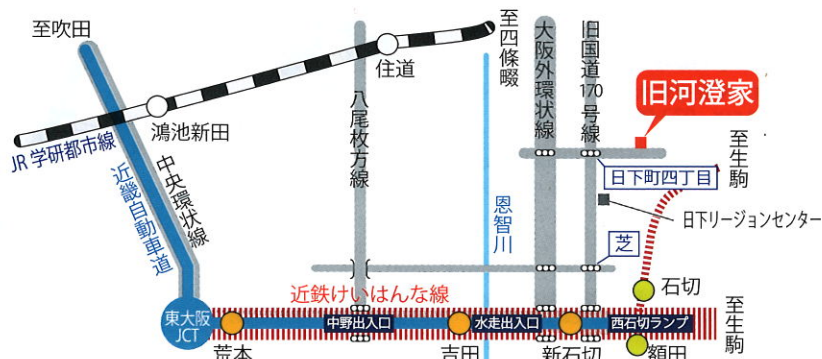 至吹田
JR学研都市線
鴻池新田
住道
至四條畷
近畿自動車道
中央環状線
八尾枚方線
恩智川
大阪外環状線
旧国道170号線
旧河澄家
至生駒
日下町四丁目
日下リージョンセンター
芝
石切
近鉄けいはんな線
東大阪
JCT
荒本
中野出入口
吉田
水走出入口
新石切
西石切ランプ
額田
至生駒